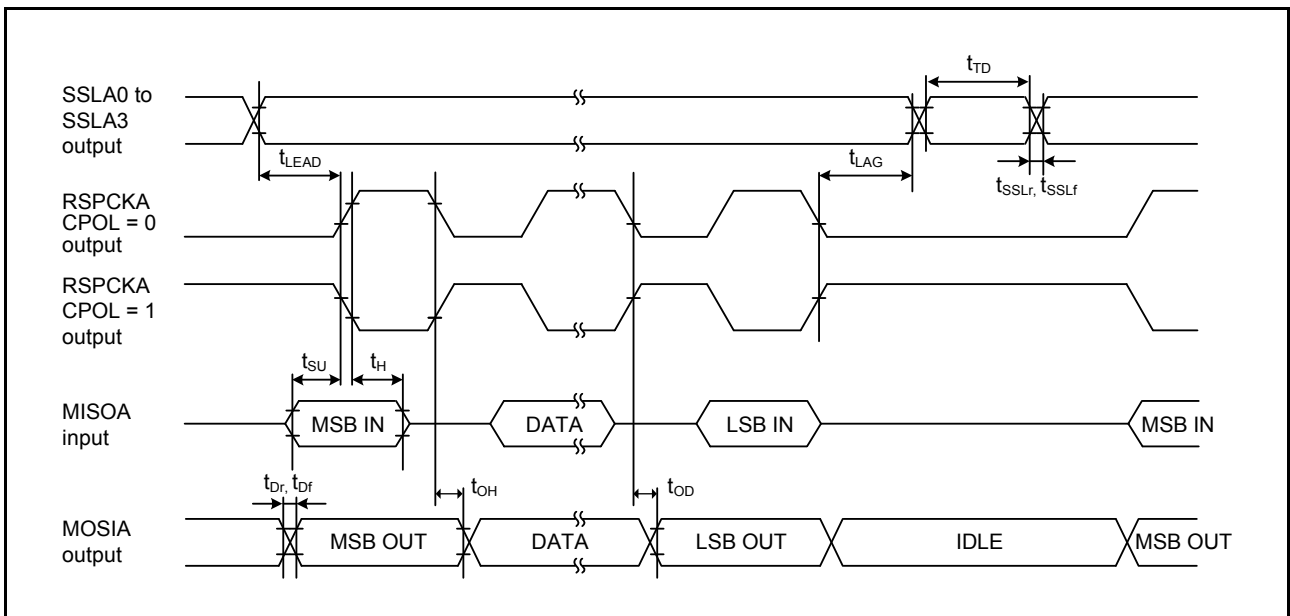 SSLA0 to
SSLA3
output
tTD
tLEAD
tLAG
tSSLr, tSSLf
RSPCKA
CPOL = 0
output
RSPCKA
CPOL = 1
output
tSU
tH
MISOA
input
MSB IN
DATA
LSB IN
MSB IN
tDr, tDf
tOH
tOD
MOSIA
output
MSB OUT
DATA
LSB OUT
IDLE
MSB OUT